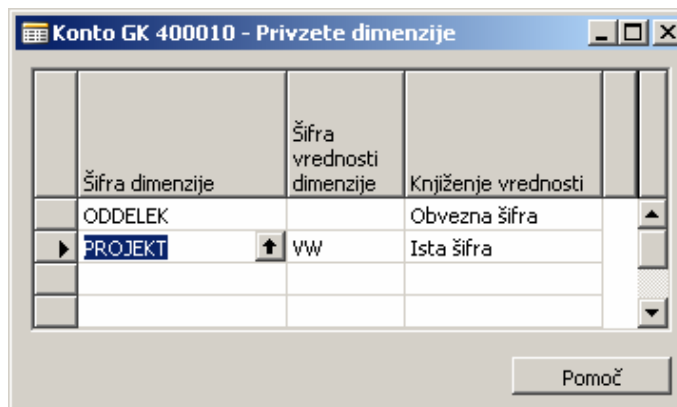 Konto GK 400010 - Privzete dimenzije
Šifra dimenzije Šifra vrednosti dimenzije Knjiženje vrednosti
ODDELEK Obvezna šifra
PROJEKT VW Ista šifra
Pomoč